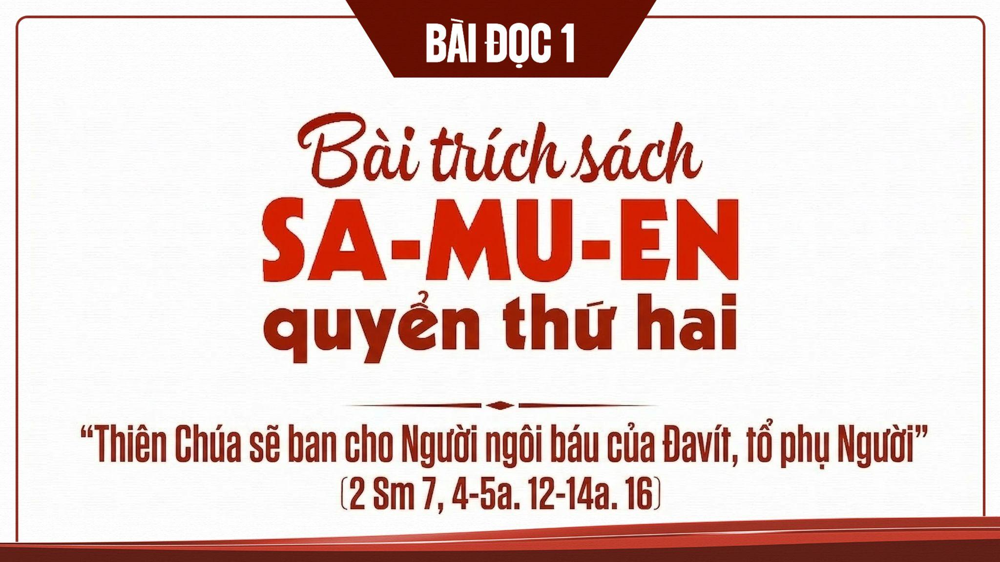 BÀI ĐỌC 1
Bài trích sách
SA-MU-EN
quyển thứ hai
“Thiên Chúa sẽ ban cho Người ngôi báu của Đavít, tổ phụ Người”
(2 Sm 7, 4-5a. 12-14a. 16)